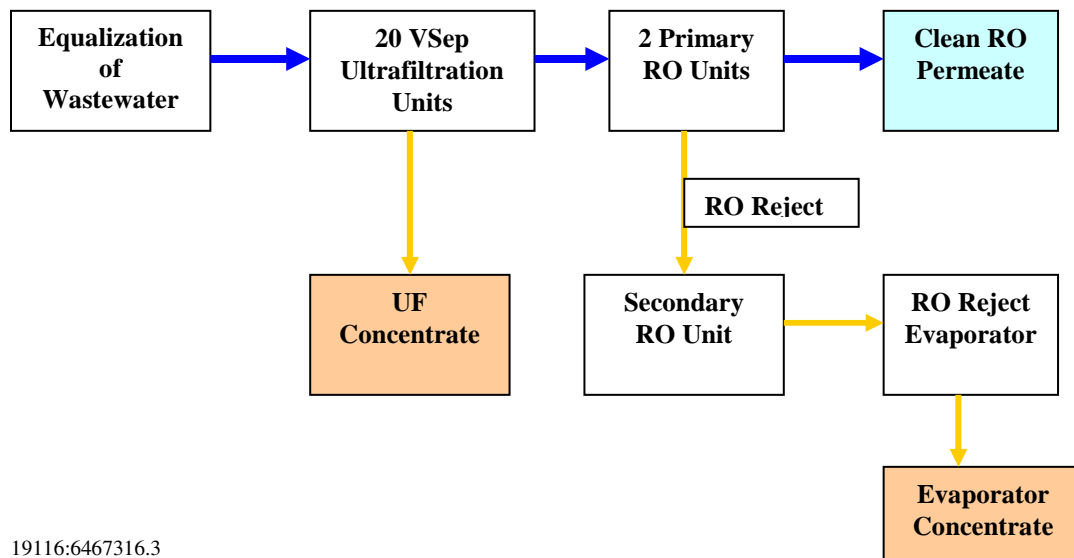 Equalization
of
Wastewater
20 VSep
Ultrafiltration
Units
2 Primary
RO Units
Clean RO
Permeate
RO Reject
UF
Concentrate
Secondary
RO Unit
RO Reject
Evaporator
Evaporator
Concentrate
19116:6467316.3